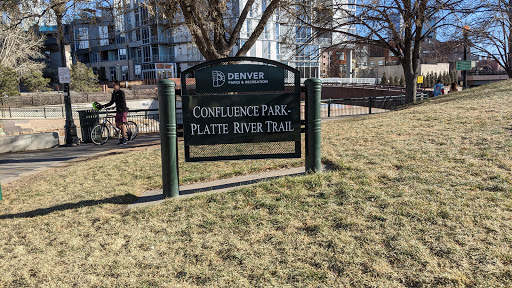 DENVER
PARKS & RECREATION
CONFLUENCE PARK-
PLATTE RIVER TRAIL